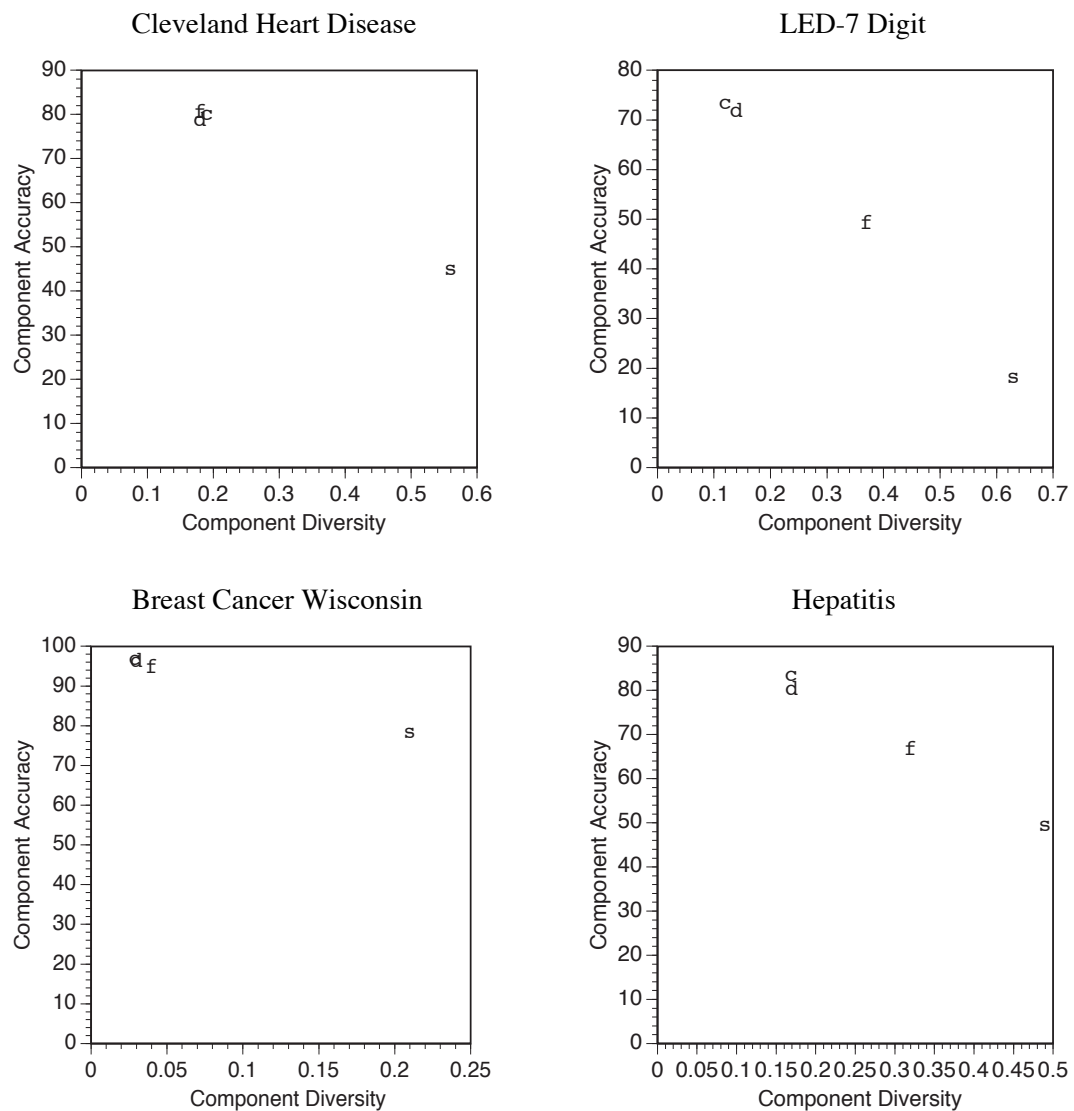 Cleveland Heart Disease
90
80
70
60
50
40
30
20
10
0
Component Accuracy
f
c
d
s
0 0.1 0.2 0.3 0.4 0.5 0.6
Component Diversity
LED-7 Digit
80
70
60
50
40
30
20
10
0
Component Accuracy
c
d
f
s
0 0.1 0.2 0.3 0.4 0.5 0.6 0.7
Component Diversity
Breast Cancer Wisconsin
100
90
80
70
60
50
40
30
20
10
0
Component Accuracy
c
d
f
s
0 0.05 0.1 0.15 0.2 0.25
Component Diversity
Hepatitis
90
80
70
60
50
40
30
20
10
0
Component Accuracy
c
d
f
s
0 0.05 0.1 0.15 0.2 0.25 0.3 0.35 0.4 0.45 0.5
Component Diversity